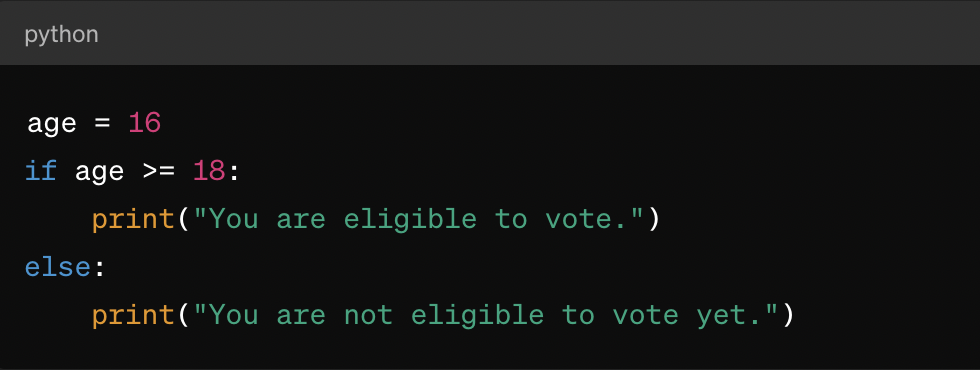 python
age = 16
if age >= 18:
    print("You are eligible to vote.")
else:
    print("You are not eligible to vote yet.")